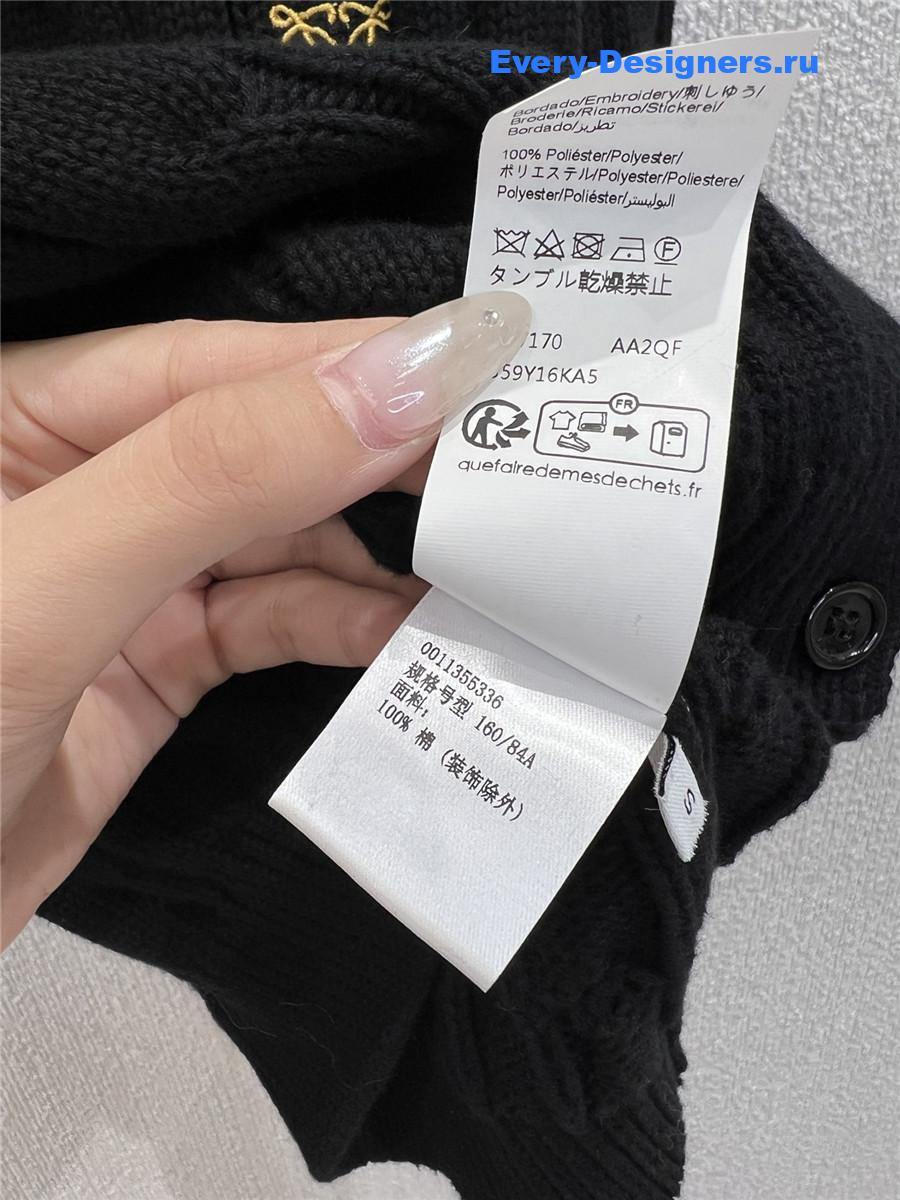 Every-Designers.ru
Bordado/Embroidery/刺しゆう/
Broderie/Ricamo/Stickerei/
Bordado/تطريز
100% Poliéster/Polyester/
ポリエステル/Polyester/Poliestere/
Polyester/Poliéster/البوليستر
F
タンブル乾燥禁止
170 AA2QF
59Y16KA5
FR
quefairedemesdechets.fr
0011355336
规格号型 160/84A
面料:
100% 棉 (装饰除外)
S